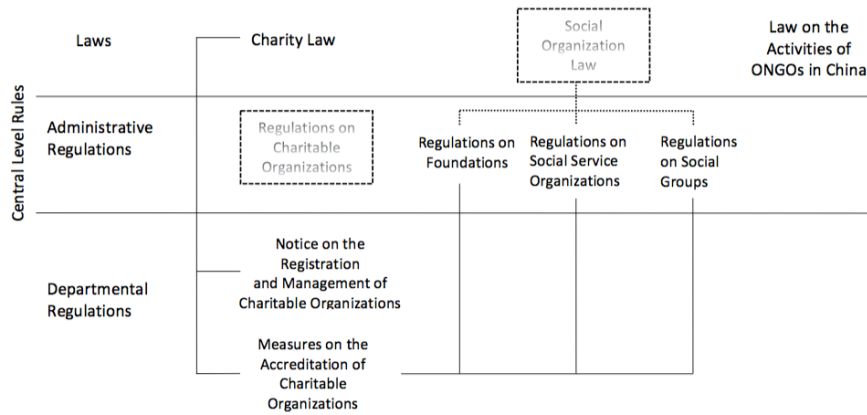 Central Level Rules
Laws
Charity Law
Social
Organization
Law
Law on the
Activities of
ONGOs in China
Administrative
Regulations
Regulations on
Charitable
Organizations
Regulations on
Foundations
Regulations on
Social Service
Organizations
Regulations
on Social
Groups
Departmental
Regulations
Notice on the
Registration
and Management of
Charitable Organizations
Measures on the
Accreditation of
Charitable
Organizations